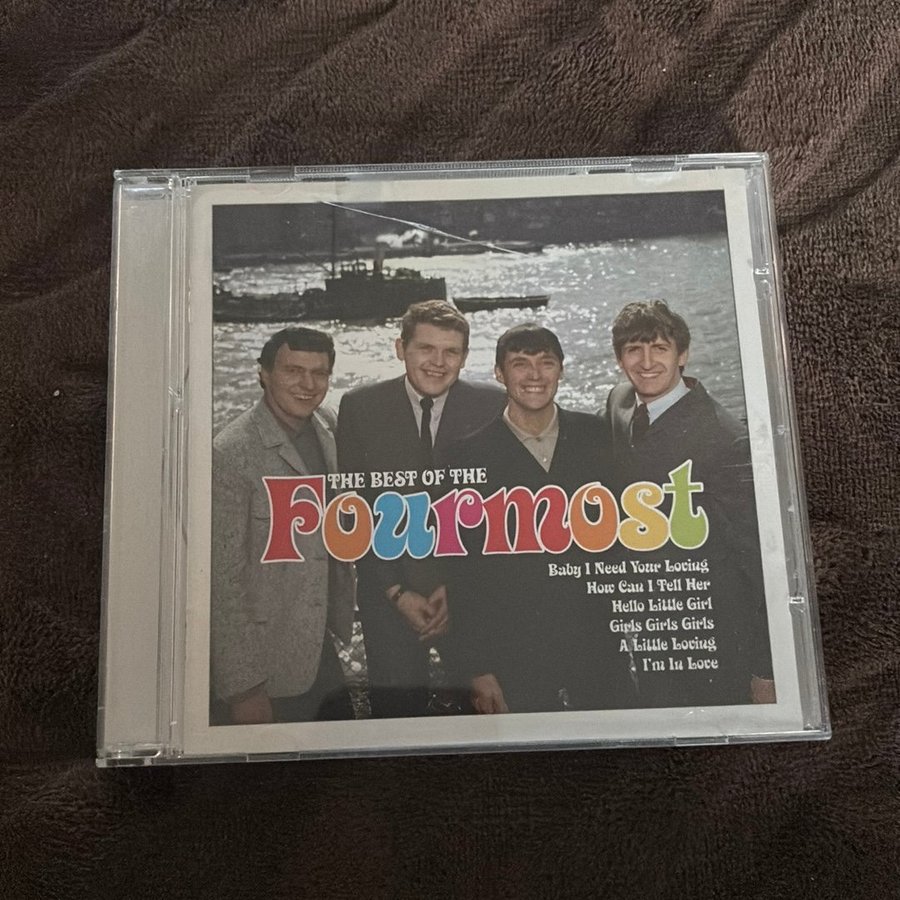 THE BEST OF THE
Fourmost
Baby I Need Your Loving
How Can I Tell Her
Hello Little Girl
Girls Girls Girls
A Little Loving
I'm In Love